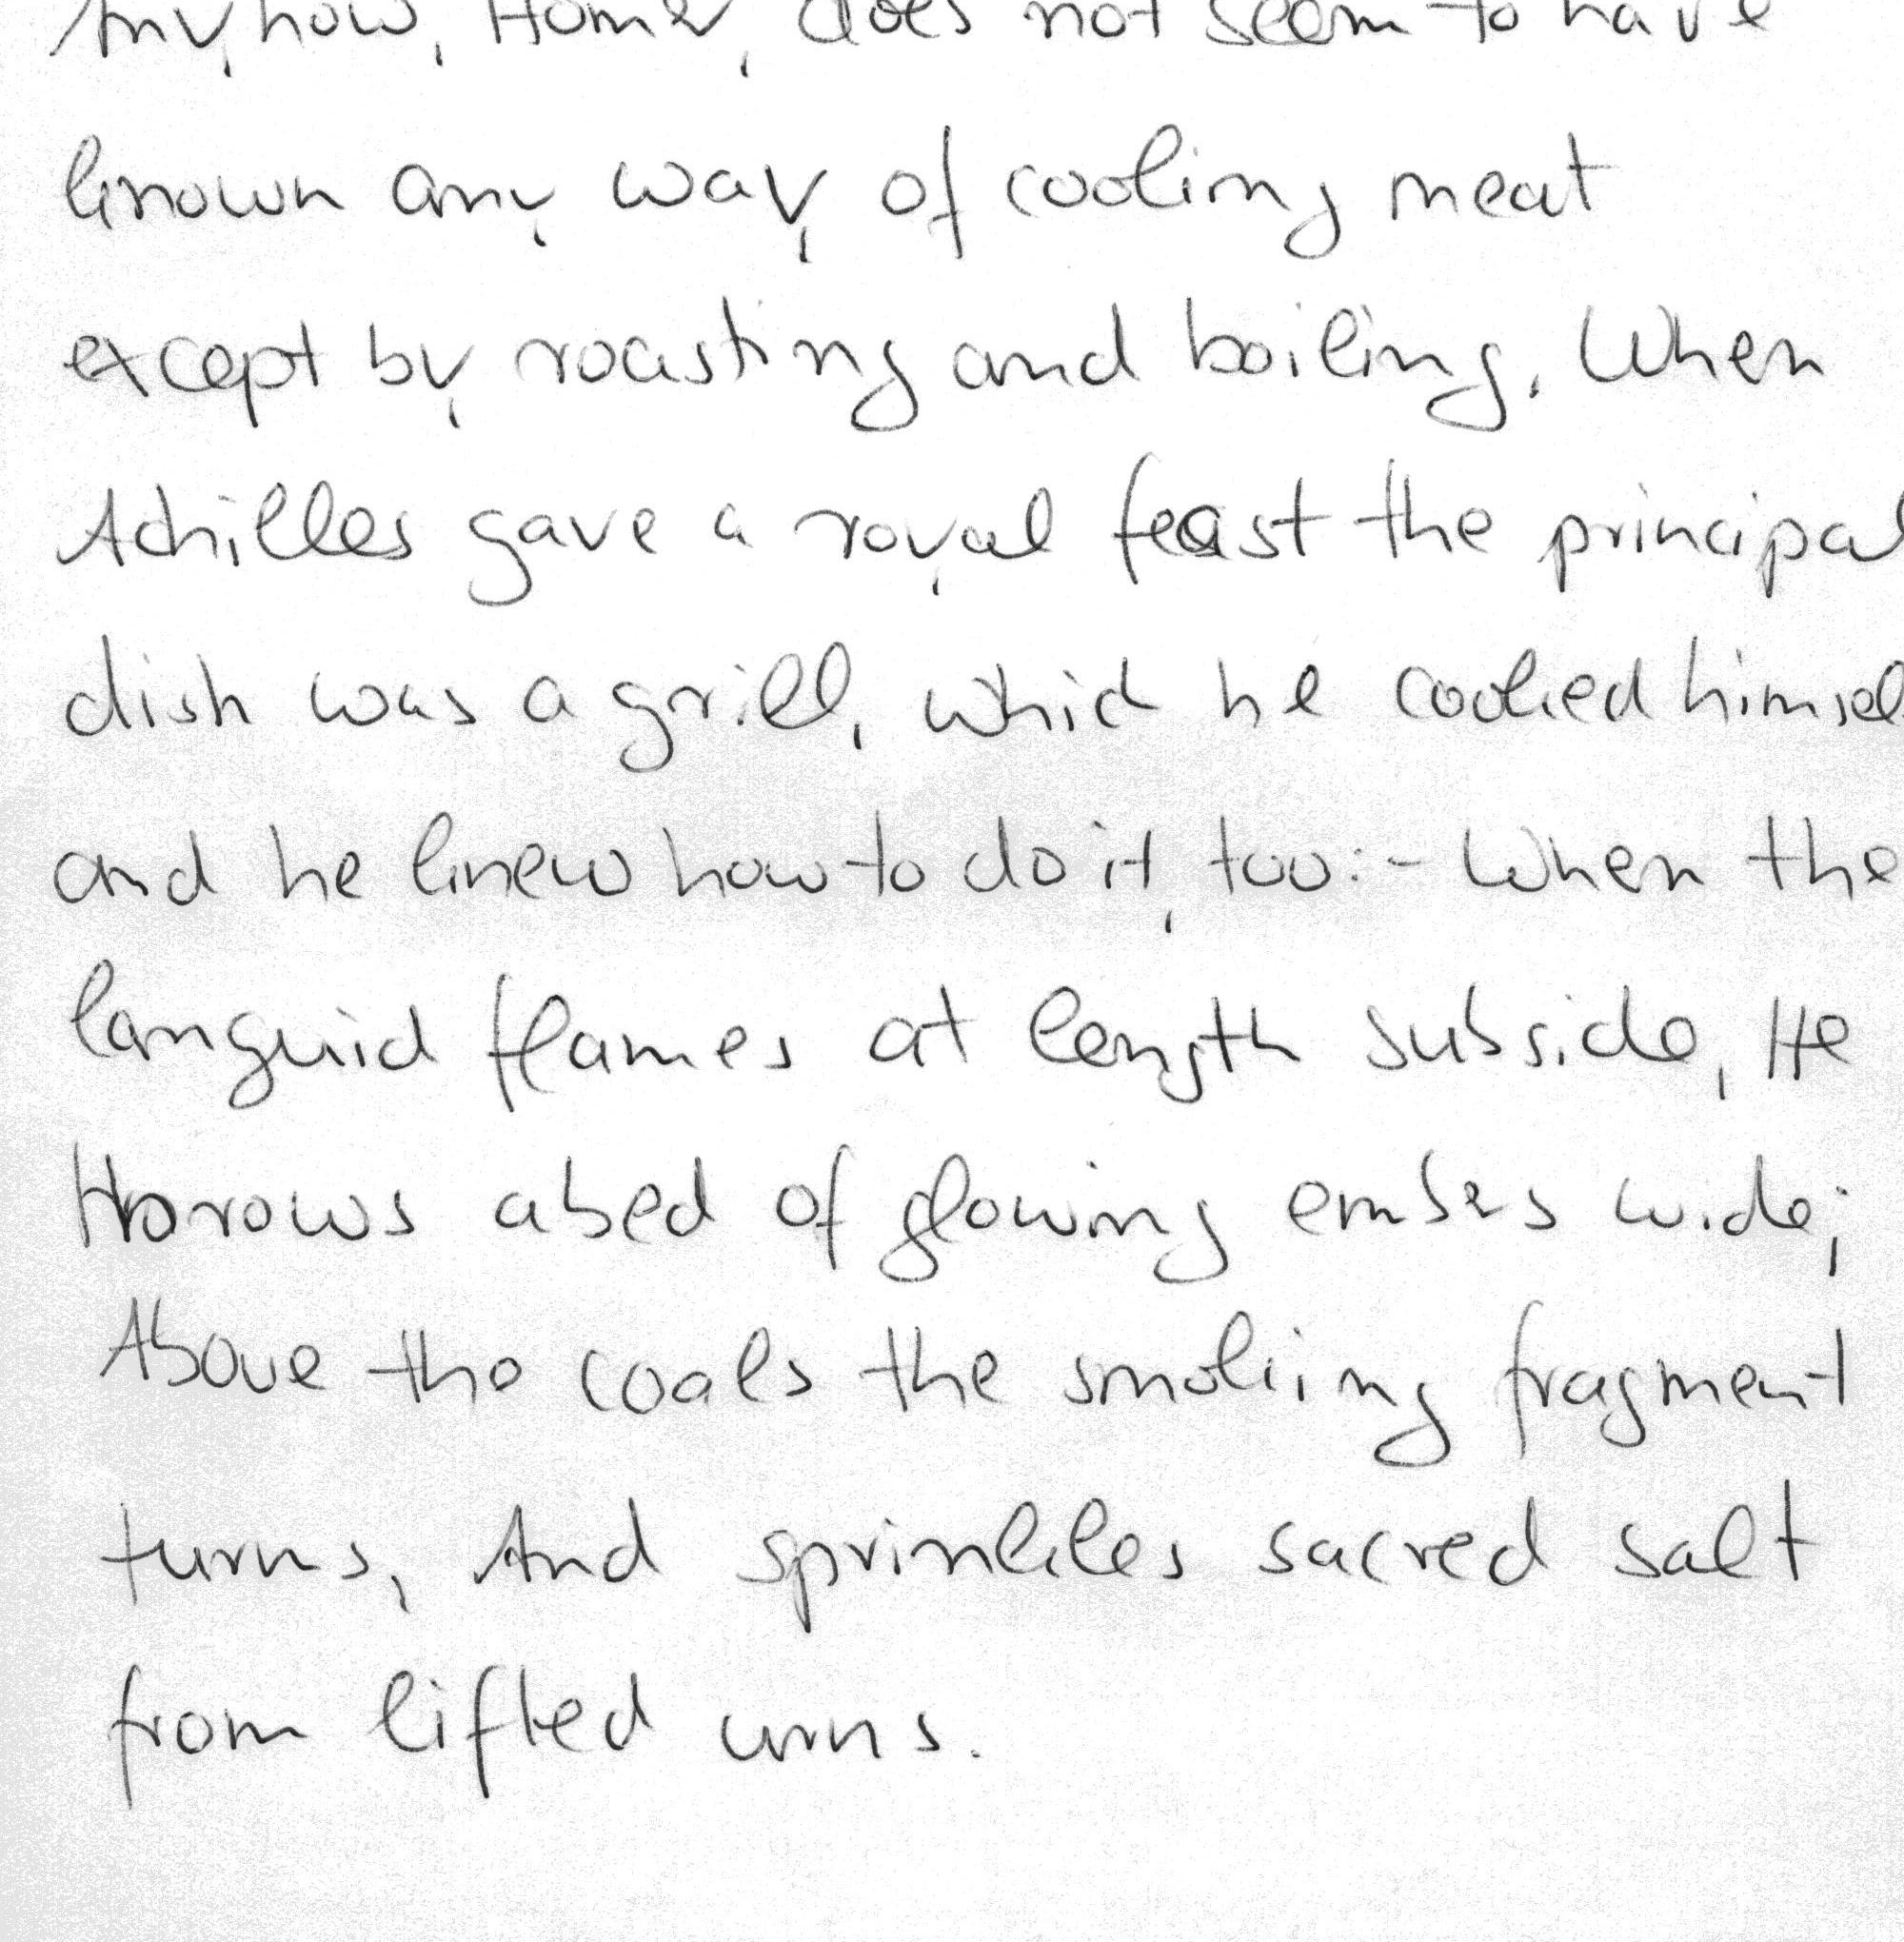 Anyhow, Homer, does not seem to have
known any way of cooking meat
except by roasting and boiling. When
Achilles gave a royal feast the principal
dish was a grill, which he cooked himsel
and he knew how to do it, too:- When the
languid flames at length subside, He
throws a bed of glowing embers wide;
Above the coals the smoking fragment
turns, And sprinkles sacred salt
from lifted urns.